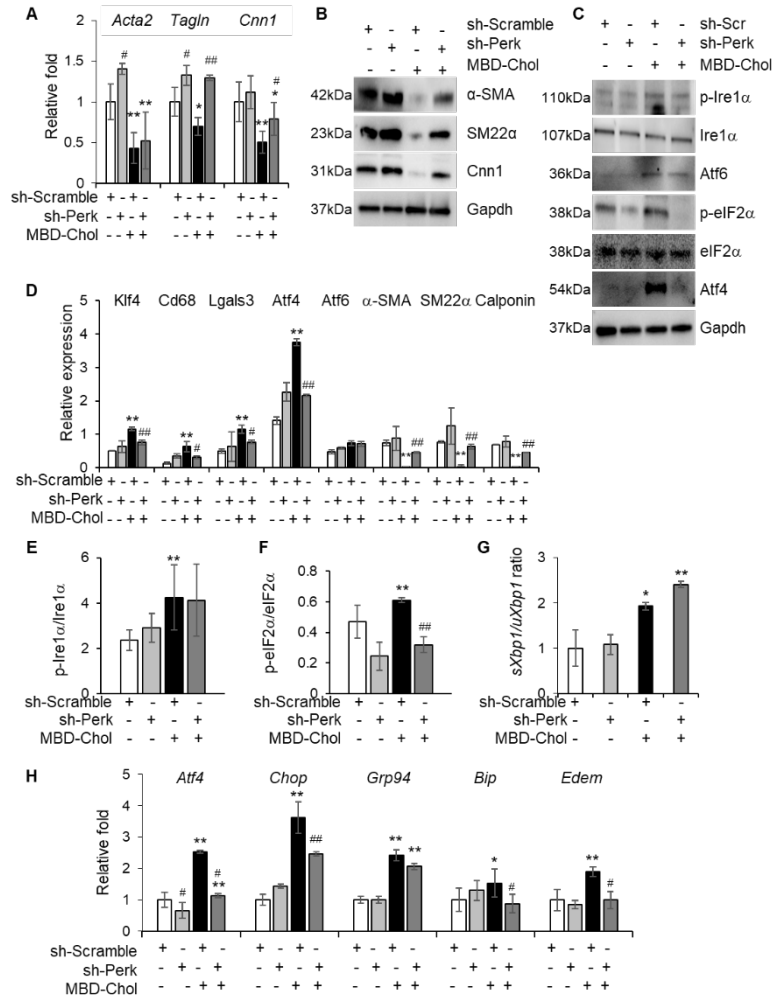 A
Acta2 Tagln Cnn1
Relative fold
1.5
1
0.5
0
** ** # * # ## ** # *
sh-Scramble + - + - + - + - + - + -
sh-Perk - + - + - + - + - + - +
MBD-Chol - - + + - - + + - - + +
B
+ - + - sh-Scramble
- + - + sh-Perk
- - + + MBD-Chol
42kDa α-SMA
23kDa SM22α
31kDa Cnn1
37kDa Gapdh
C
+ - + - sh-Scr
- + - + sh-Perk
- - + + MBD-Chol
110kDa p-Ire1α
107kDa Ire1α
36kDa Atf6
38kDa p-eIF2α
38kDa eIF2α
54kDa Atf4
37kDa Gapdh
D
Klf4 Cd68 Lgals3 Atf4 Atf6 α-SMA SM22α Calponin
Relative expression
5
4
3
2
1
0
** ## ** # ** # ** ## ** ## ** ## ** ##
sh-Scramble + - + - + - + - + - + - + - + - + - + - + - + - + - + - + - + -
sh-Perk - + - + - + - + - + - + - + - + - + - + - + - + - + - + - + - +
MBD-Chol - - + + - - + + - - + + - - + + - - + + - - + + - - + + - - + +
E
p-Ire1α/Ire1α
6
4
2
0
**
sh-Scramble + - + -
sh-Perk - + - +
MBD-Chol - - + +
F
p-eIF2α/eIF2α
0.8
0.6
0.4
0.2
0
** ##
sh-Scramble + - + -
sh-Perk - + - +
MBD-Chol - - + +
G
sXbp1/uXbp1 ratio
3
2
1
0
* **
sh-Scramble + - + -
sh-Perk - + - +
MBD-Chol - - + +
H
Atf4 Chop Grp94 Bip Edem
Relative fold
5
4
3
2
1
0
# ** # ** ** ## ** ** * # ** #
sh-Scramble + - + - + - + - + - + - + - + - + - + -
sh-Perk - + - + - + - + - + - + - + - + - + - +
MBD-Chol - - + + - - + + - - + + - - + + - - + +